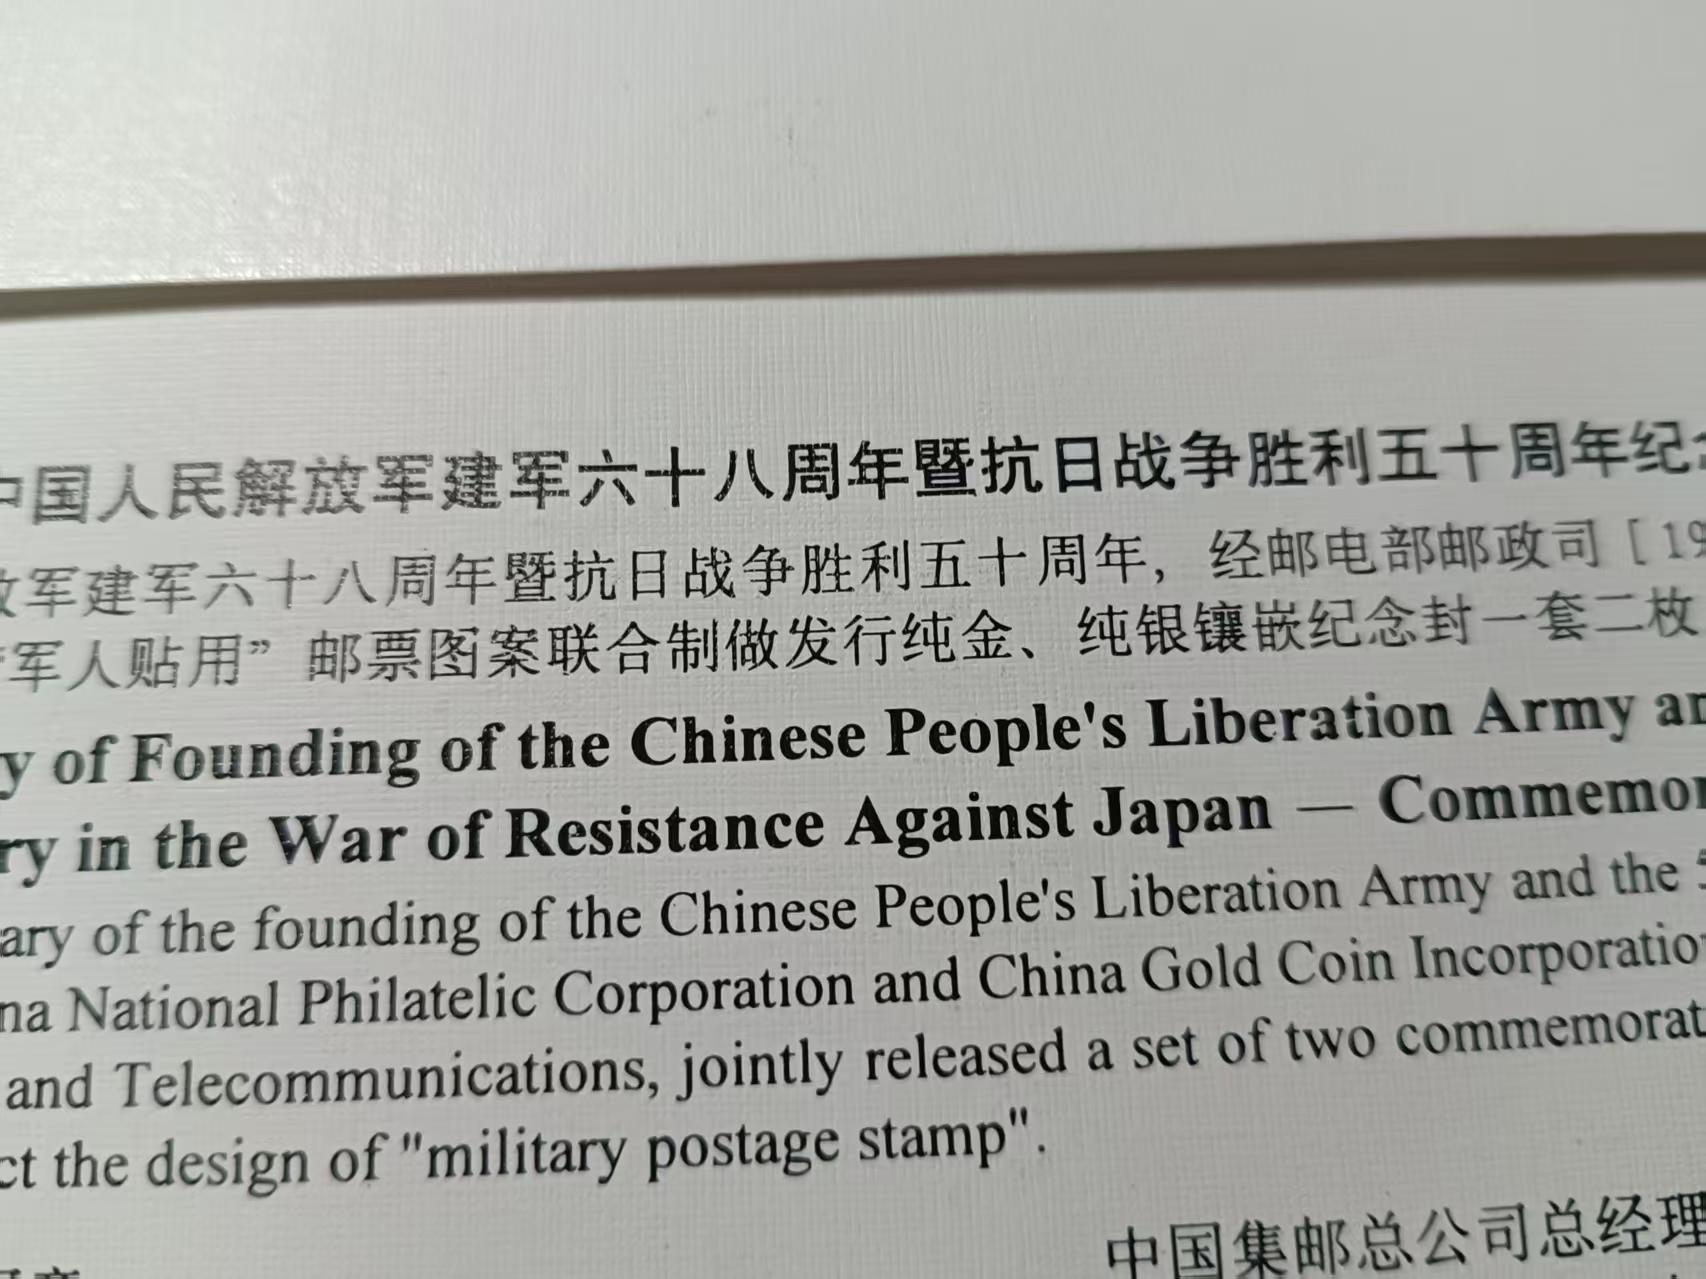 中国人民解放军建军六十八周年暨抗日战争胜利五十周年纪念
放军建军六十八周年暨抗日战争胜利五十周年，经邮电部邮政司［19
“军人贴用”邮票图案联合制做发行纯金、纯银镶嵌纪念封一套二枚
y of Founding of the Chinese People's Liberation Army an
ry in the War of Resistance Against Japan — Commemor
ary of the founding of the Chinese People's Liberation Army and the 5
na National Philatelic Corporation and China Gold Coin Incorporatio
and Telecommunications, jointly released a set of two commemorat
ct the design of "military postage stamp".
中国集邮总公司总经理